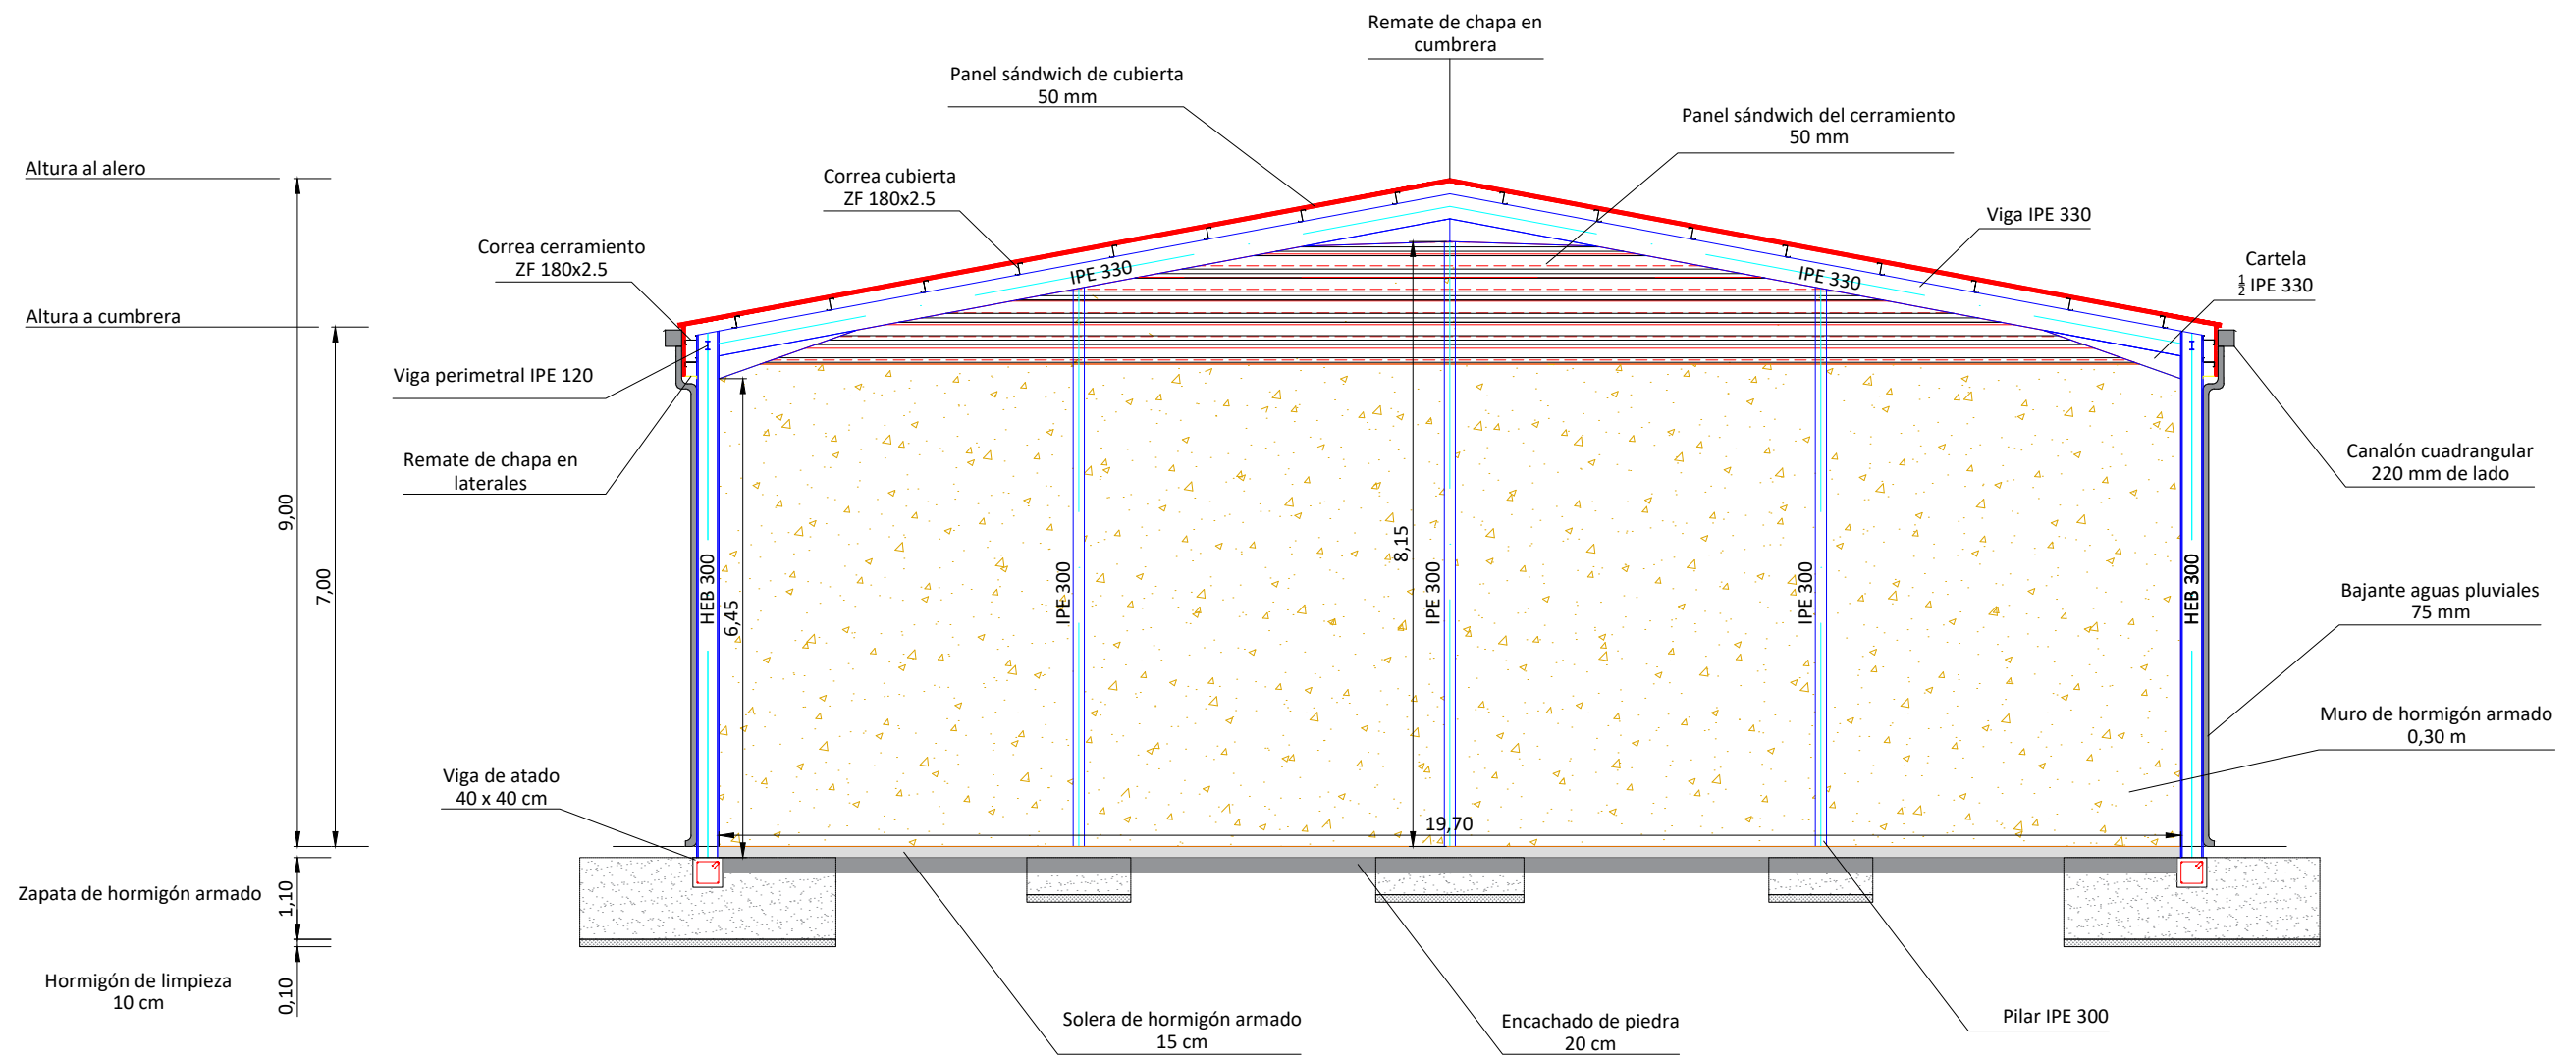 Remate de chapa en
cumbrera
Panel sándwich de cubierta
50 mm
Panel sándwich del cerramiento
50 mm
Altura al alero
Correa cubierta
ZF 180x2.5
Viga IPE 330
Correa cerramiento
ZF 180x2.5
Cartela
½ IPE 330
IPE 330
IPE 330
Altura a cumbrera
Viga perimetral IPE 120
Remate de chapa en
laterales
Canalón cuadrangular
220 mm de lado
9,00
7,00
HEB 300
6,45
IPE 300
8,15
IPE 300
IPE 300
HEB 300
Bajante aguas pluviales
75 mm
Muro de hormigón armado
0,30 m
Viga de atado
40 x 40 cm
19,70
Zapata de hormigón armado
1,10
Hormigón de limpieza
10 cm
0,10
Solera de hormigón armado
15 cm
Encachado de piedra
20 cm
Pilar IPE 300